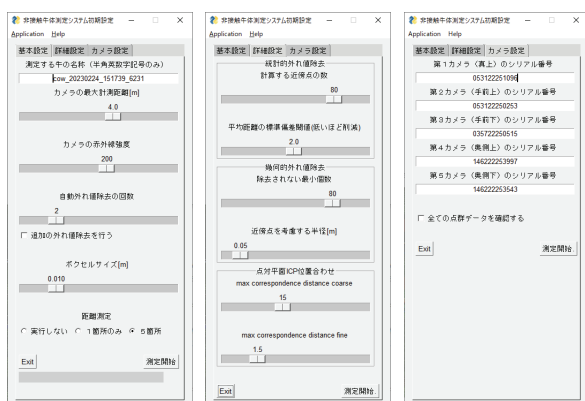 非接触牛体測定システム初期設定
Application Help
基本設定 詳細設定 カメラ設定
測定する牛の名称（半角英数字記号のみ）
cow_20230224_151739_6231
カメラの最大計測距離[m]
4.0
カメラの赤外線強度
200
自動外れ値除去の回数
2
追加の外れ値除去を行う
ボクセルサイズ[m]
0.010
距離測定
実行しない 1箇所のみ 5箇所
Exit 測定開始
非接触牛体測定システム初期設定
Application Help
基本設定 詳細設定 カメラ設定
統計的外れ値除去
計算する近傍点の数
80
平均距離の標準偏差閾値(低いほど削減)
2.0
幾何的外れ値除去
除去されない最小個数
80
近傍点を考慮する半径[m]
0.05
点対平面ICP位置合わせ
max correspondence distance coarse
15
max correspondence distance fine
1.5
Exit 測定開始
非接触牛体測定システム初期設定
Application Help
基本設定 詳細設定 カメラ設定
第1カメラ（真上）のシリアル番号
053122251096
第2カメラ（手前上）のシリアル番号
053122250253
第3カメラ（手前下）のシリアル番号
035722250515
第4カメラ（奥側上）のシリアル番号
146222253997
第5カメラ（奥側下）のシリアル番号
146222253543
全ての点群データを確認する
Exit 測定開始